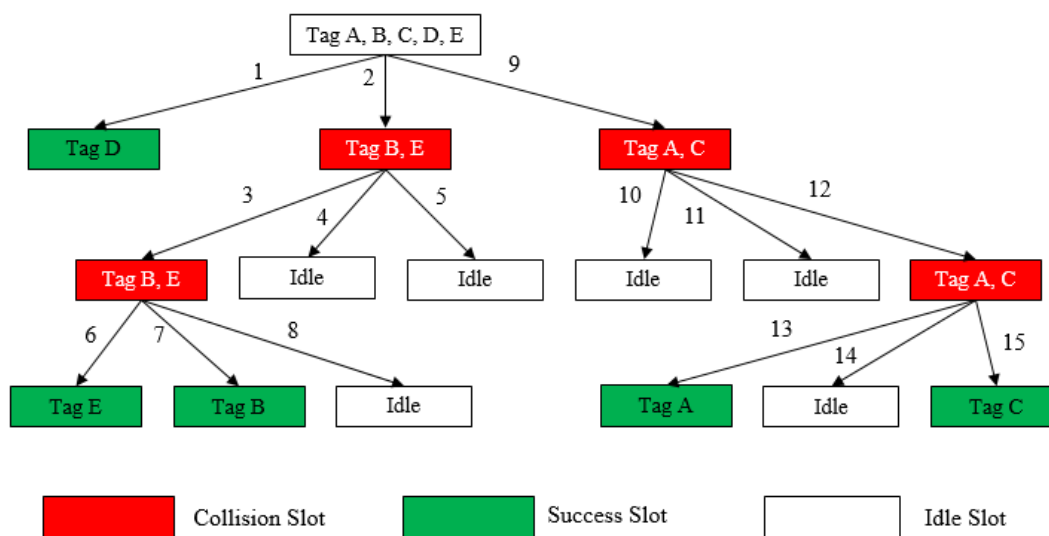 Tag A, B, C, D, E
1
2
9
Tag D
Tag B, E
Tag A, C
3
4
5
10
11
12
Tag B, E
Idle
Idle
Idle
Idle
Tag A, C
6
7
8
13
14
15
Tag E
Tag B
Idle
Tag A
Idle
Tag C
Collision Slot
Success Slot
Idle Slot